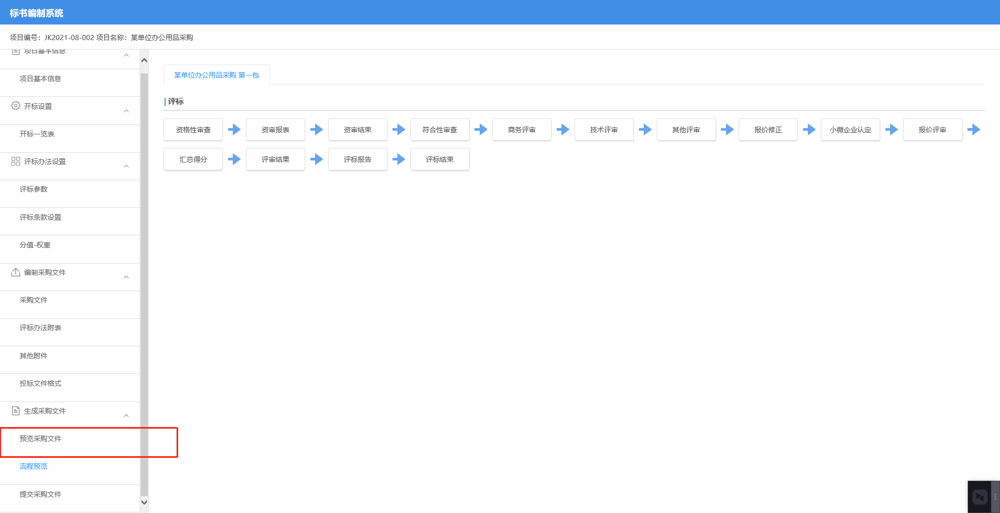 标书编制系统
项目编号：JK2021-08-002 项目名称：某单位办公用品采购
项目基本信息
项目基本信息
开标设置
开标一览表
评标办法设置
评标参数
评标条款设置
分值-权重
编制采购文件
采购文件
评标办法附表
其他附件
投标文件格式
生成采购文件
预览采购文件
流程预览
提交采购文件
某单位办公用品采购 第一包
评标
资格性审查 资审报表 资审结束 符合性审查 商务评审 技术评审 其他评审 报价修正 小微企业认定 报价评审
汇总得分 评审结果 评标报告 评标结束